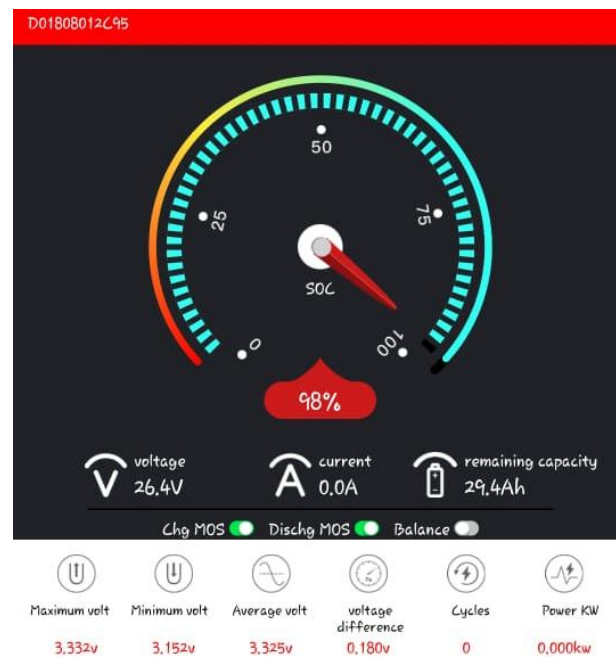 D01808012C95
50
25
75
SOC
0
100
98%
voltage
26.4V
current
0.0A
remaining capacity
29.4Ah
V
A
Chg MOS Dischg MOS Balance
Maximum volt Minimum volt Average volt voltage difference Cycles Power KW
3.332v 3.152v 3.325v 0.180v 0 0.000kw